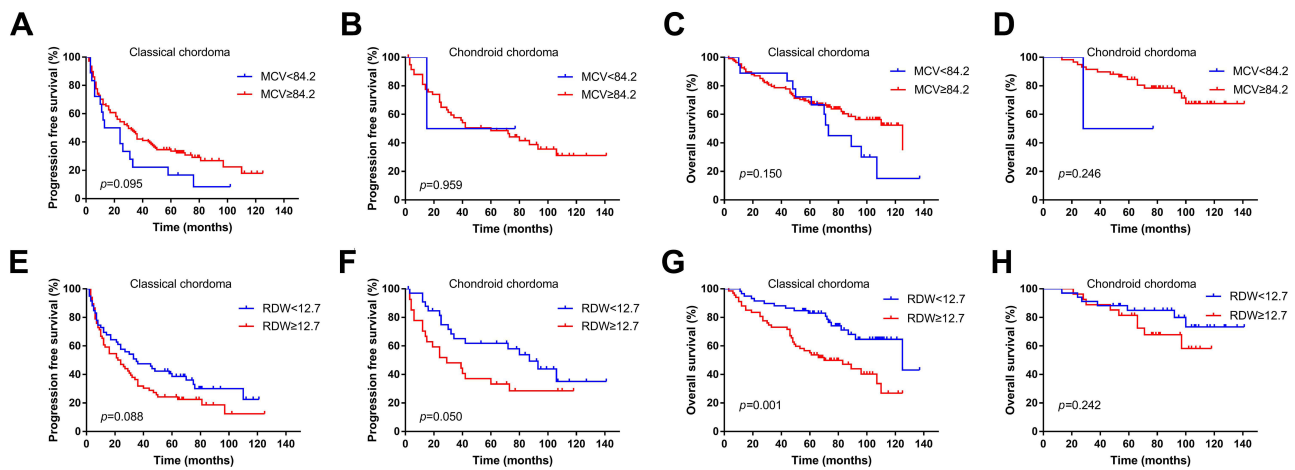 A
Classical chordoma
Progression free survival (%)
100
80
60
40
20
0
MCV<84.2
MCV≥84.2
p=0.095
0 20 40 60 80 100 120 140
Time (months)
B
Chondroid chordoma
Progression free survival (%)
100
80
60
40
20
0
MCV<84.2
MCV≥84.2
p=0.959
0 20 40 60 80 100 120 140
Time (months)
C
Classical chordoma
Overall survival (%)
100
80
60
40
20
0
MCV<84.2
MCV≥84.2
p=0.150
0 20 40 60 80 100 120 140
Time (months)
D
Chondroid chordoma
Overall survival (%)
100
80
60
40
20
0
MCV<84.2
MCV≥84.2
p=0.246
0 20 40 60 80 100 120 140
Time (months)
E
Classical chordoma
Progression free survival (%)
100
80
60
40
20
0
RDW<12.7
RDW≥12.7
p=0.088
0 20 40 60 80 100 120 140
Time (months)
F
Chondroid chordoma
Progression free survival (%)
100
80
60
40
20
0
RDW<12.7
RDW≥12.7
p=0.050
0 20 40 60 80 100 120 140
Time (months)
G
Classical chordoma
Overall survival (%)
100
80
60
40
20
0
RDW<12.7
RDW≥12.7
p=0.001
0 20 40 60 80 100 120 140
Time (months)
H
Chondroid chordoma
Overall survival (%)
100
80
60
40
20
0
RDW<12.7
RDW≥12.7
p=0.242
0 20 40 60 80 100 120 140
Time (months)